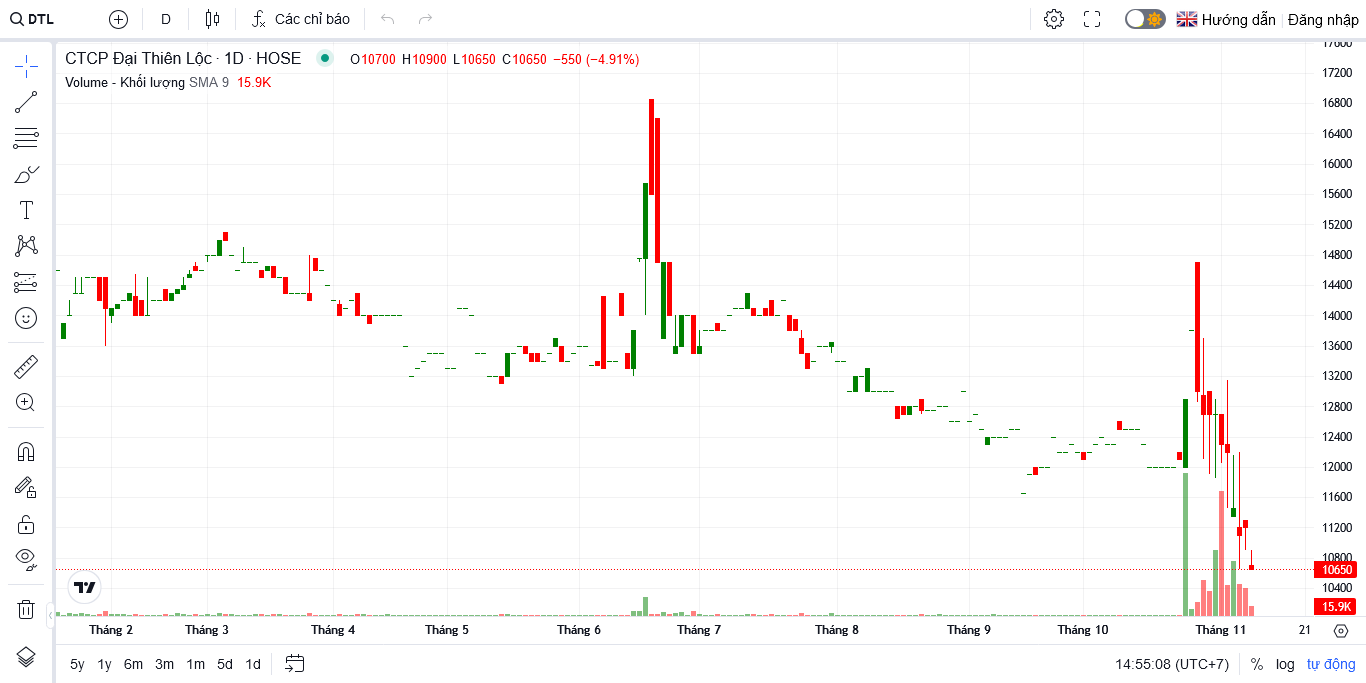 DTL
D
Các chỉ báo
Hướng dẫn
Đăng nhập
CTCP Đại Thiên Lộc · 1D · HOSE O10700 H10900 L10650 C10650 −550 (−4.91%)
Volume - Khối lượng SMA 9 15.9K
17600
17200
16800
16400
16000
15600
15200
14800
14400
14000
13600
13200
12800
12400
12000
11600
11200
10800
10650
10400
15.9K
Tháng 2 Tháng 3 Tháng 4 Tháng 5 Tháng 6 Tháng 7 Tháng 8 Tháng 9 Tháng 10 Tháng 11 21
5y 1y 6m 3m 1m 5d 1d 14:55:08 (UTC+7) % log tự động